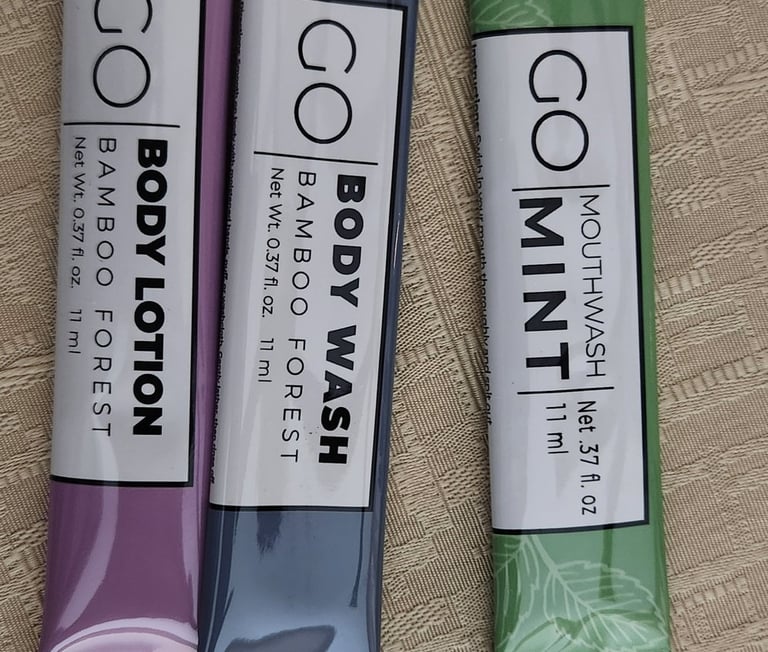 GO
BODY LOTION
BAMBOO FOREST
Net Wt. 0.37 fl. oz. 11 ml
GO
BODY WASH
BAMBOO FOREST
Net Wt. 0.37 fl. oz. 11 ml
GO
MOUTHWASH
MINT
Net .37 fl. oz
11 ml